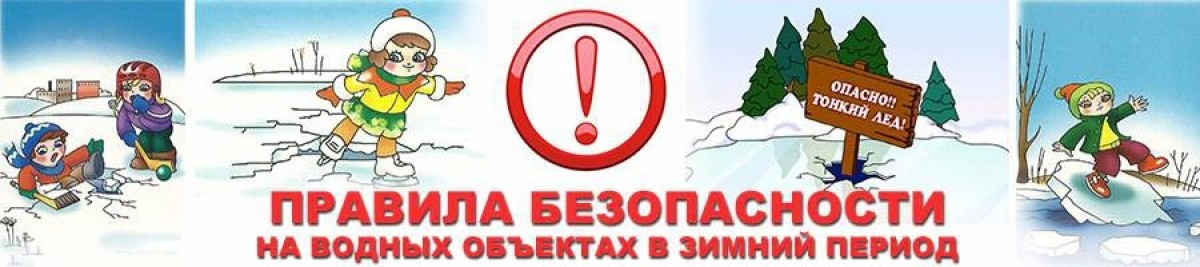 ОПАСНО!!
ТОНКИЙ ЛЕД!
ПРАВИЛА БЕЗОПАСНОСТИ
НА ВОДНЫХ ОБЪЕКТАХ В ЗИМНИЙ ПЕРИОД